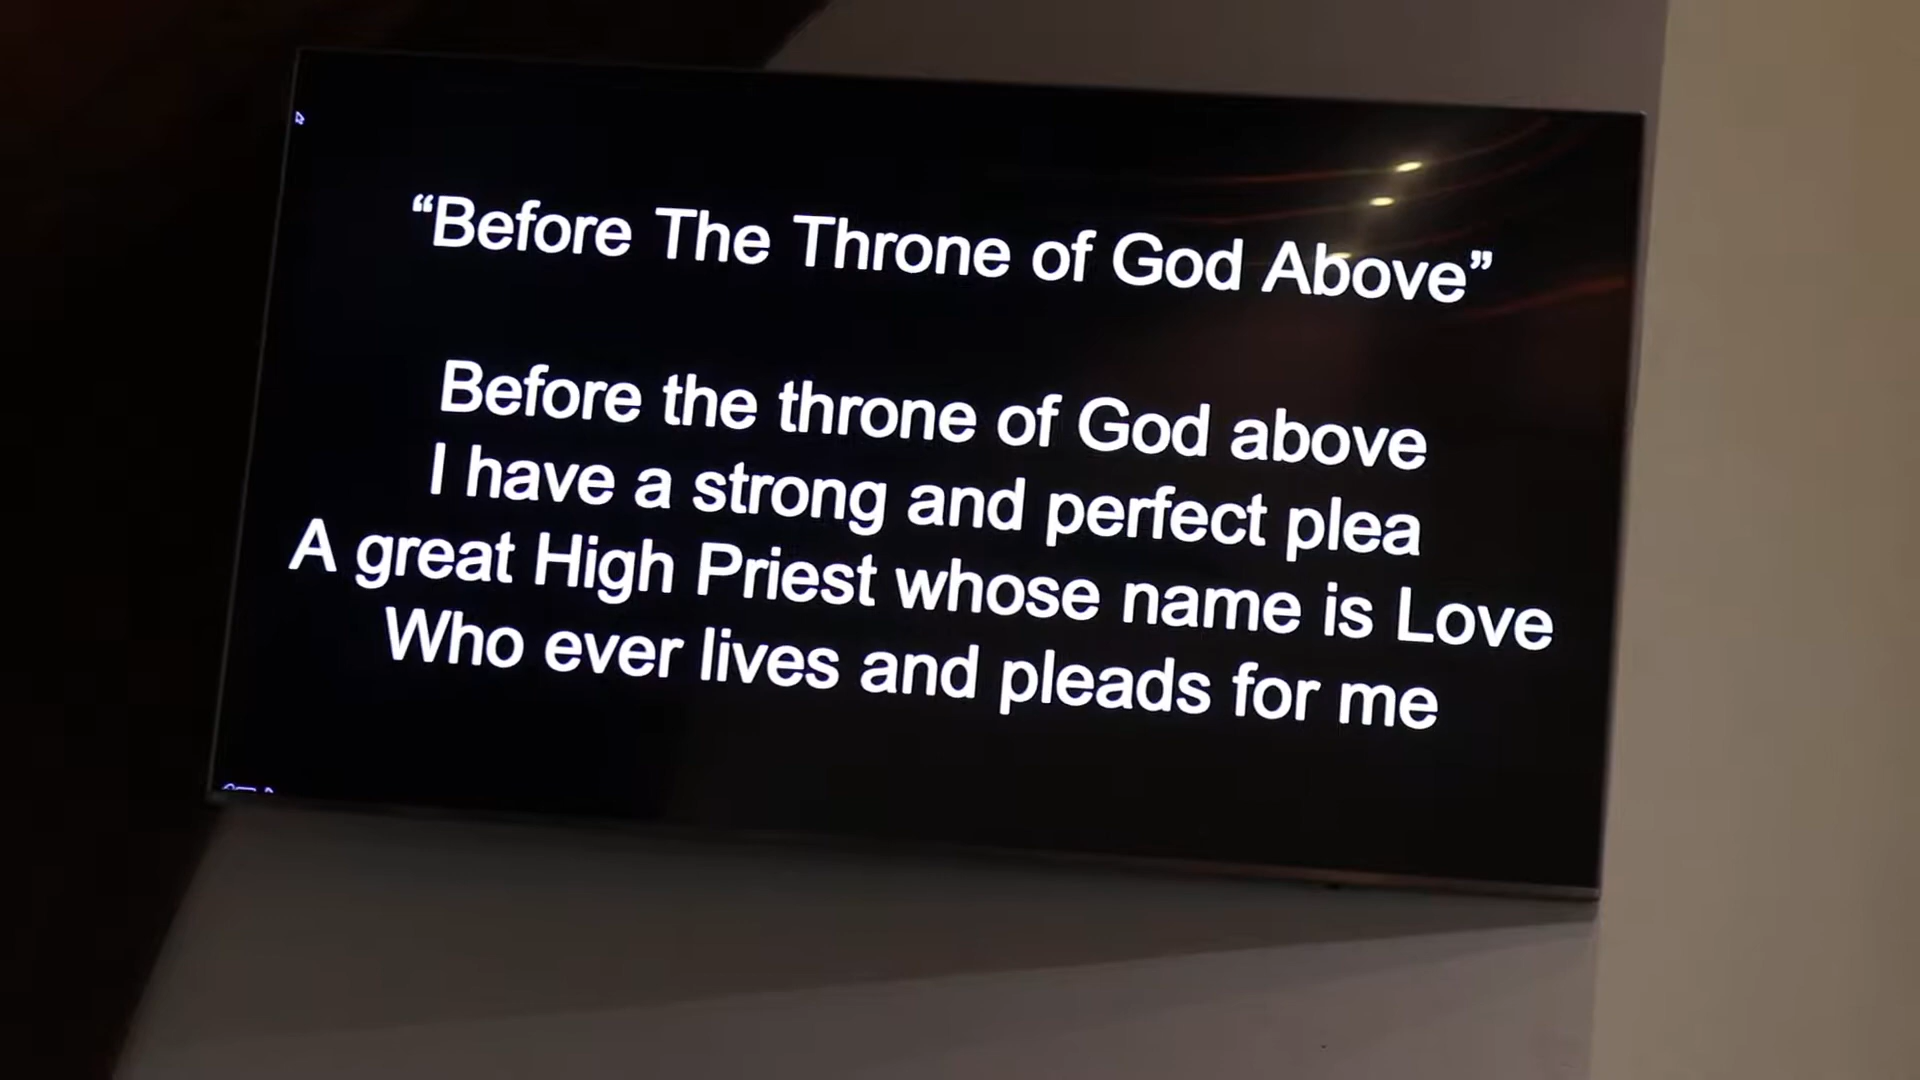 “Before The Throne of God Above”
Before the throne of God above
I have a strong and perfect plea
A great High Priest whose name is Love
Who ever lives and pleads for me